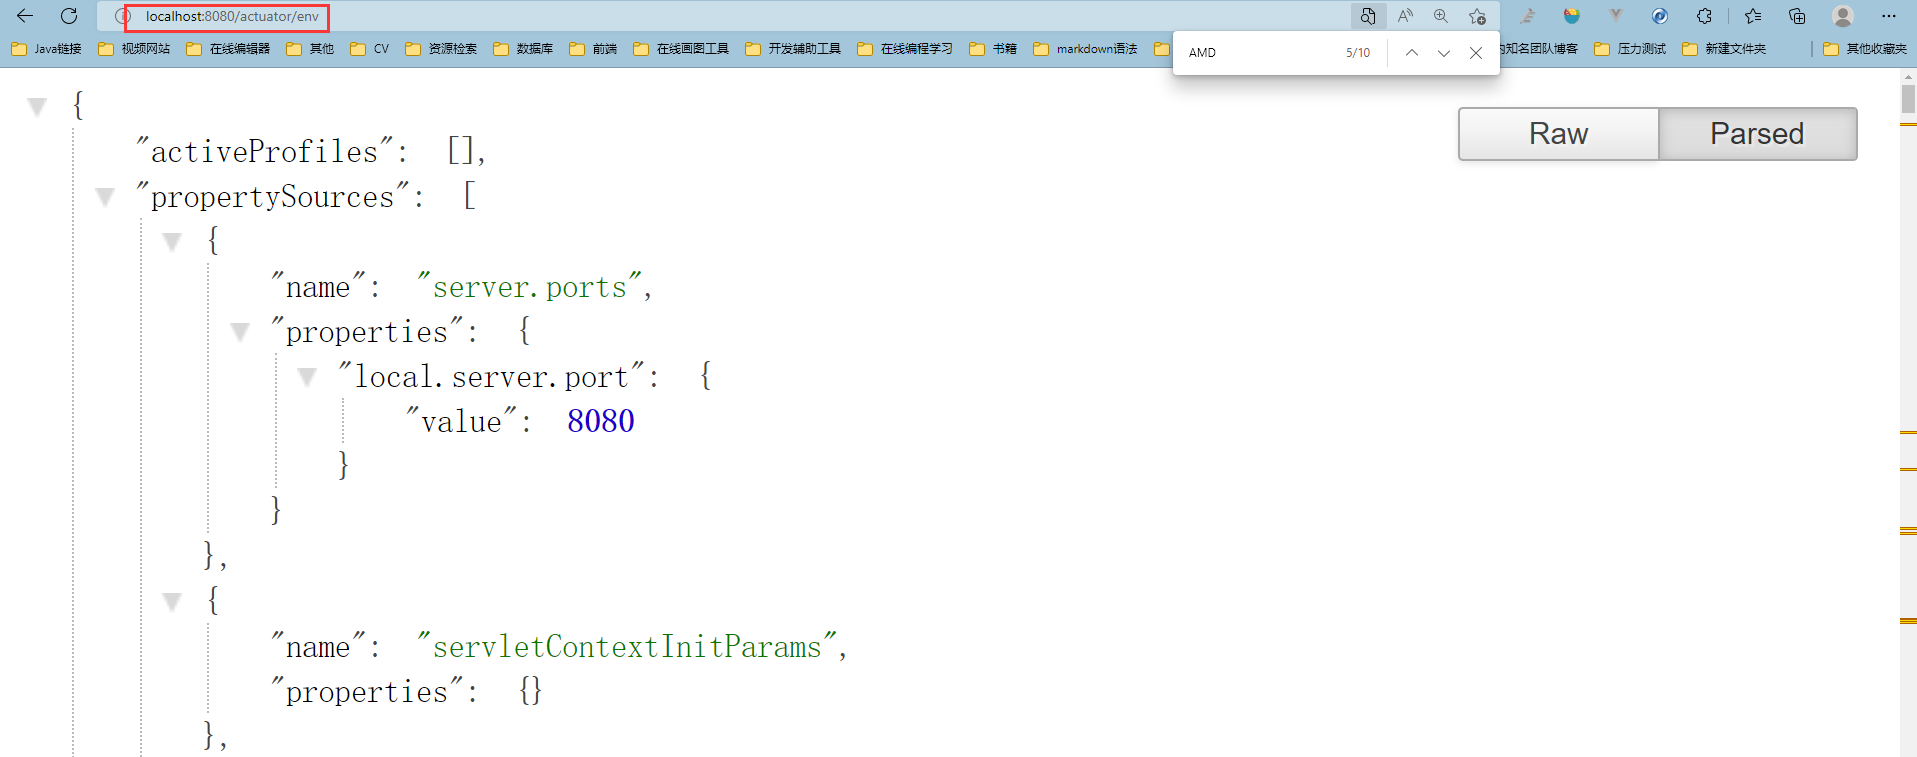 localhost:8080/actuator/env
Java链接 视频网站 在线编辑器 其他 CV 资源检索 数据库 前端 在线画图工具 开发辅助工具 在线编程学习 书籍 markdown语法 内知名团队博客 压力测试 新建文件夹 其他收藏夹
AMD 5/10
{
Raw Parsed
"activeProfiles": [],
"propertySources": [
{
"name": "server.ports",
"properties": {
"local.server.port": {
"value": 8080
}
}
},
{
"name": "servletContextInitParams",
"properties": {}
},